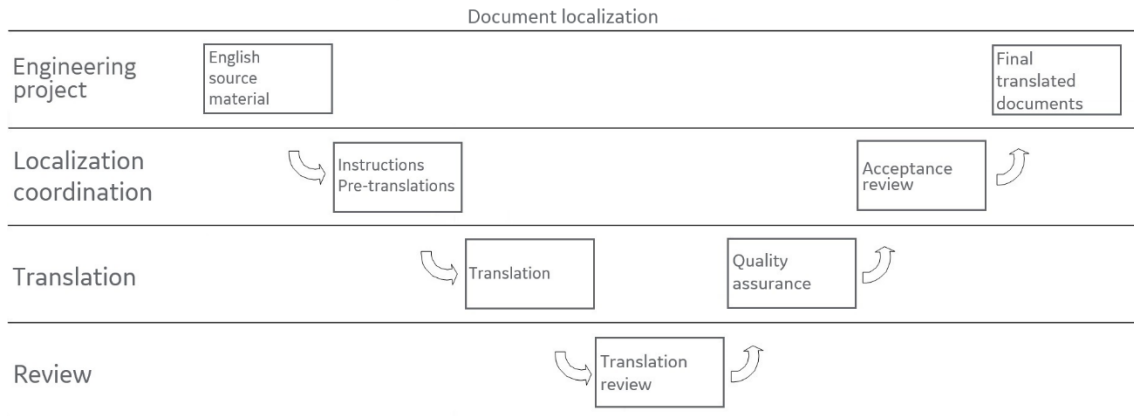 Document localization
Engineering
project
English
source
material
Final
translated
documents
Localization
coordination
Instructions
Pre-translations
Acceptance
review
Translation
Translation
Quality
assurance
Review
Translation
review